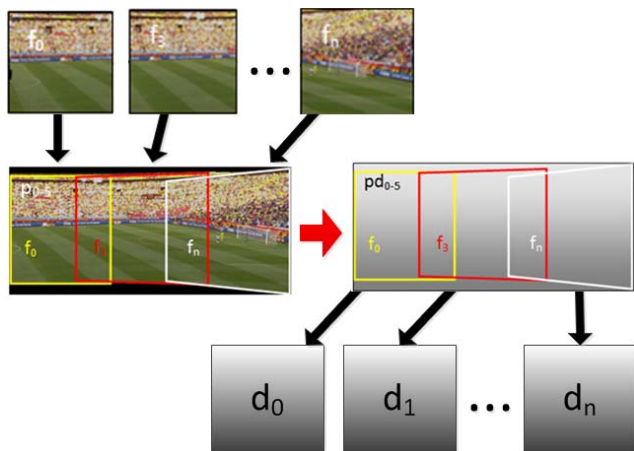 f₀
f₃
...
fₙ
p₀₋₅
f₀
f₃
fₙ
pd₀₋₅
f₀
f₃
fₙ
d₀
d₁
...
dₙ